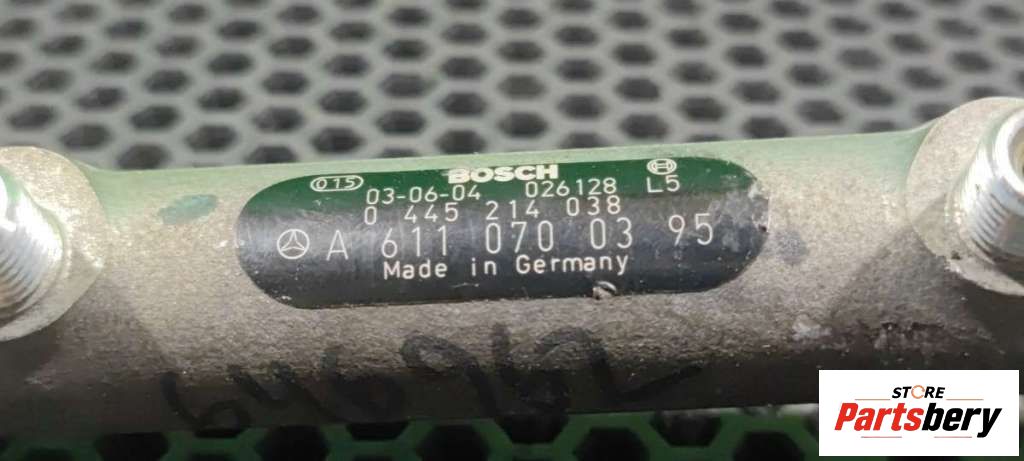 BOSCH
015 03-06-04 026128 L5
0 445 214 038
A 611 070 03 95
Made in Germany
646962
STORE
Partsbery